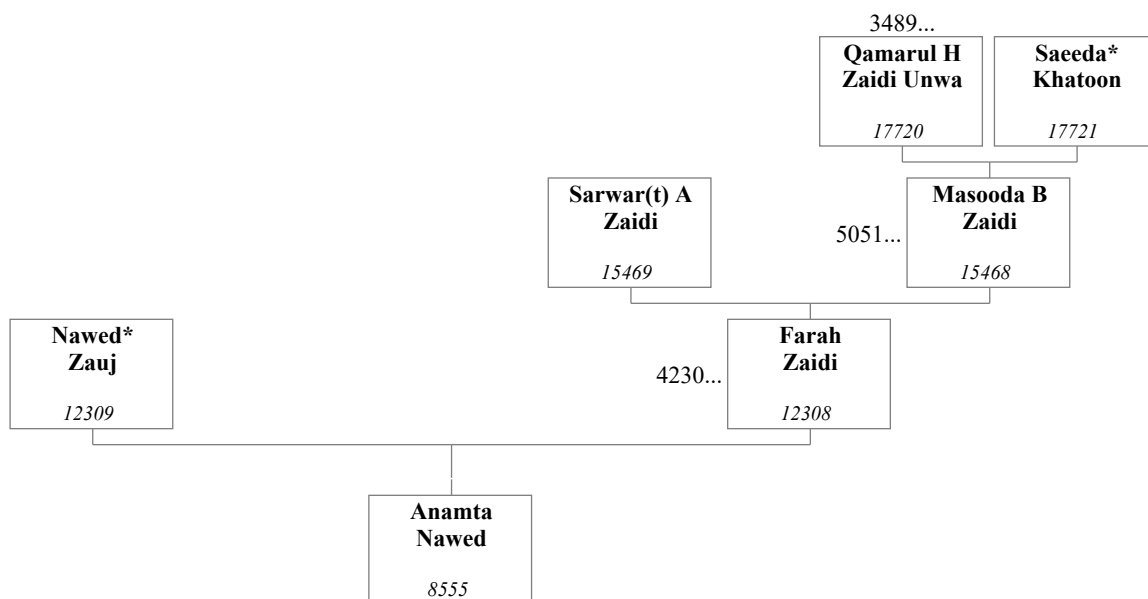 3489...
Qamarul H
Zaidi Unwa
17720
Saeeda*
Khatoon
17721
Sarwar(t) A
Zaidi
15469
5051...
Masooda B
Zaidi
15468
Nawed*
Zauj
12309
4230...
Farah
Zaidi
12308
Anamta
Nawed
8555